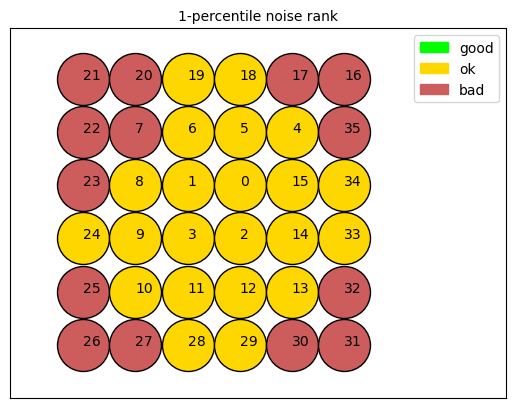 1-percentile noise rank
good
ok
bad
21 20 19 18 17 16
22 7 6 5 4 35
23 8 1 0 15 34
24 9 3 2 14 33
25 10 11 12 13 32
26 27 28 29 30 31